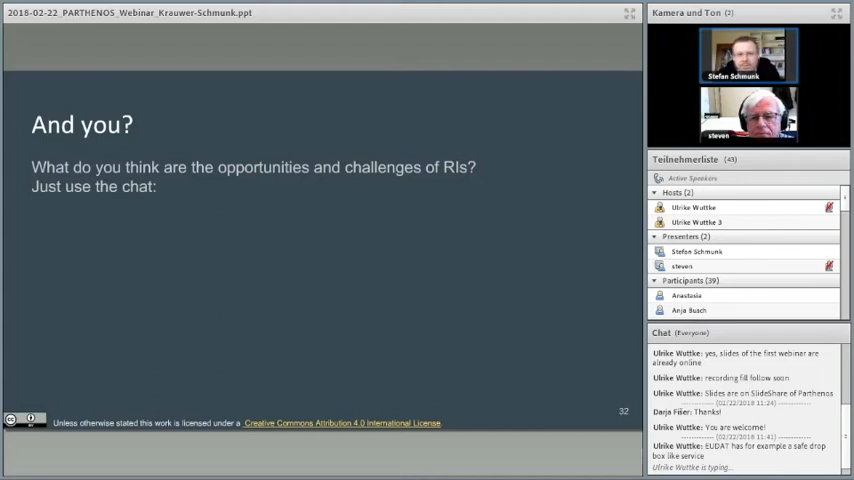 2018-02-22_PARTHENOS_Webinar_Krauwer-Schmunk.ppt
And you?
What do you think are the opportunities and challenges of RIs?
Just use the chat:
32
Unless otherwise stated this work is licensed under a Creative Commons Attribution 4.0 International License.
Kamera und Ton (2)
Stefan Schmunk
steven
Teilnehmerliste (43)
Active Speakers
Hosts (2)
Ulrike Wuttke
Ulrike Wuttke 3
Presenters (2)
Stefan Schmunk
steven
Participants (39)
Anastasia
Anja Busch
Chat (Everyone)
Ulrike Wuttke: yes, slides of the first webinar are
already online
Ulrike Wuttke: recording fill follow soon
Ulrike Wuttke: Slides are on SlideShare of Parthenos
(02/22/2018 11:24)
Darja Fišer: Thanks!
Ulrike Wuttke: You are welcome!
(02/22/2018 11:41)
Ulrike Wuttke: EUDAT has for example a safe drop
box like service
Ulrike Wuttke is typing...